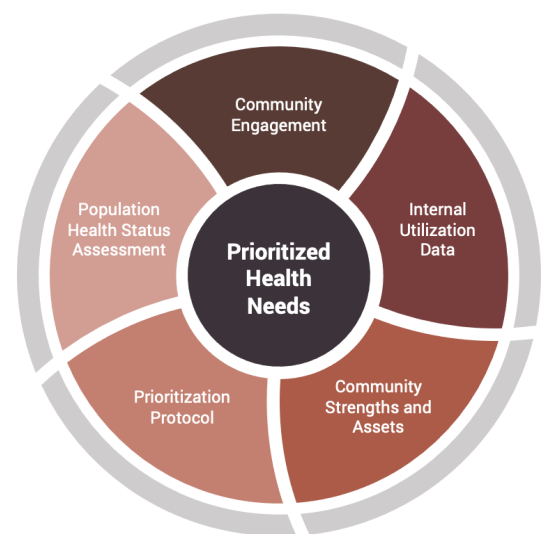 Community
Engagement
Internal
Utilization
Data
Community
Strengths and
Assets
Prioritization
Protocol
Population
Health Status
Assessment
Prioritized
Health
Needs